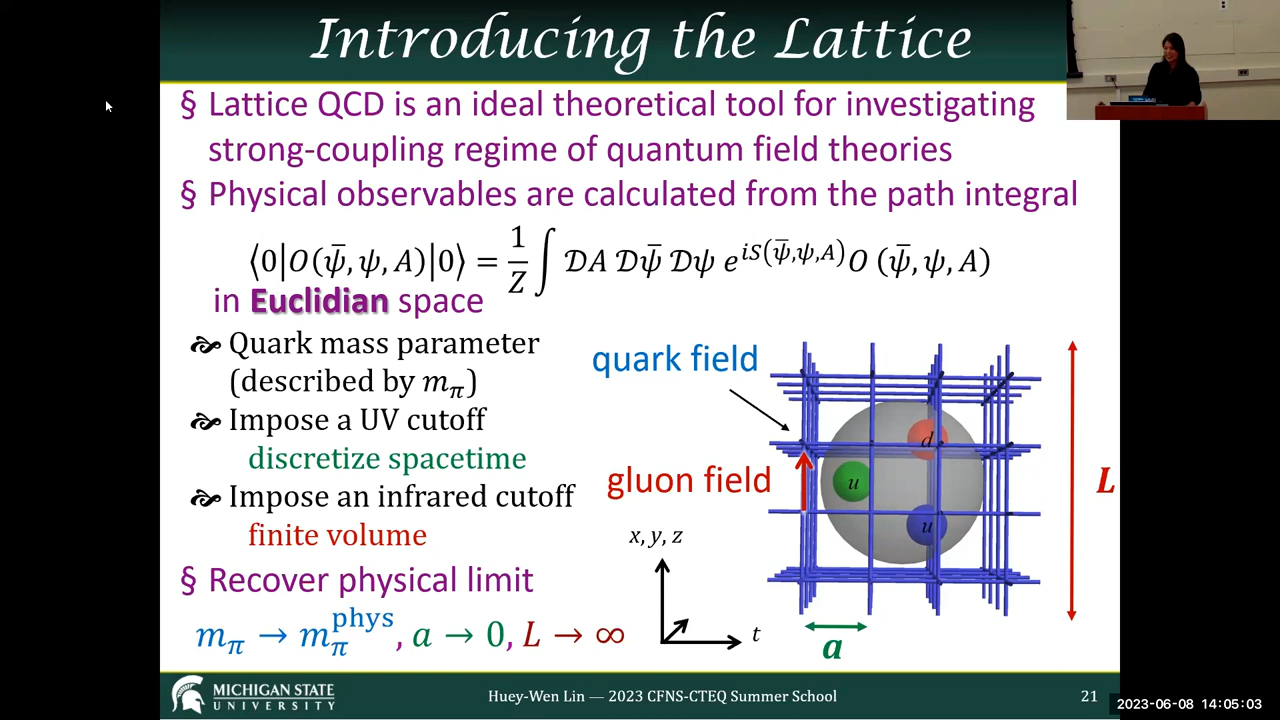 Introducing the Lattice
§ Lattice QCD is an ideal theoretical tool for investigating
strong-coupling regime of quantum field theories
§ Physical observables are calculated from the path integral
⟨0|O(ψ̄, ψ, A)|0⟩ = 1/Z ∫ 𝒟A 𝒟ψ̄ 𝒟ψ e^{iS(ψ̄,ψ,A)} O (ψ̄, ψ, A)
in Euclidian space
Quark mass parameter
(described by m_π)
Impose a UV cutoff
discretize spacetime
Impose an infrared cutoff
finite volume
§ Recover physical limit
m_π → m_π^phys, a → 0, L → ∞
quark field
gluon field
d
u
u
L
x, y, z
t
a
MICHIGAN STATE
UNIVERSITY
Huey-Wen Lin — 2023 CFNS-CTEQ Summer School
21
2023-06-08 14:05:03